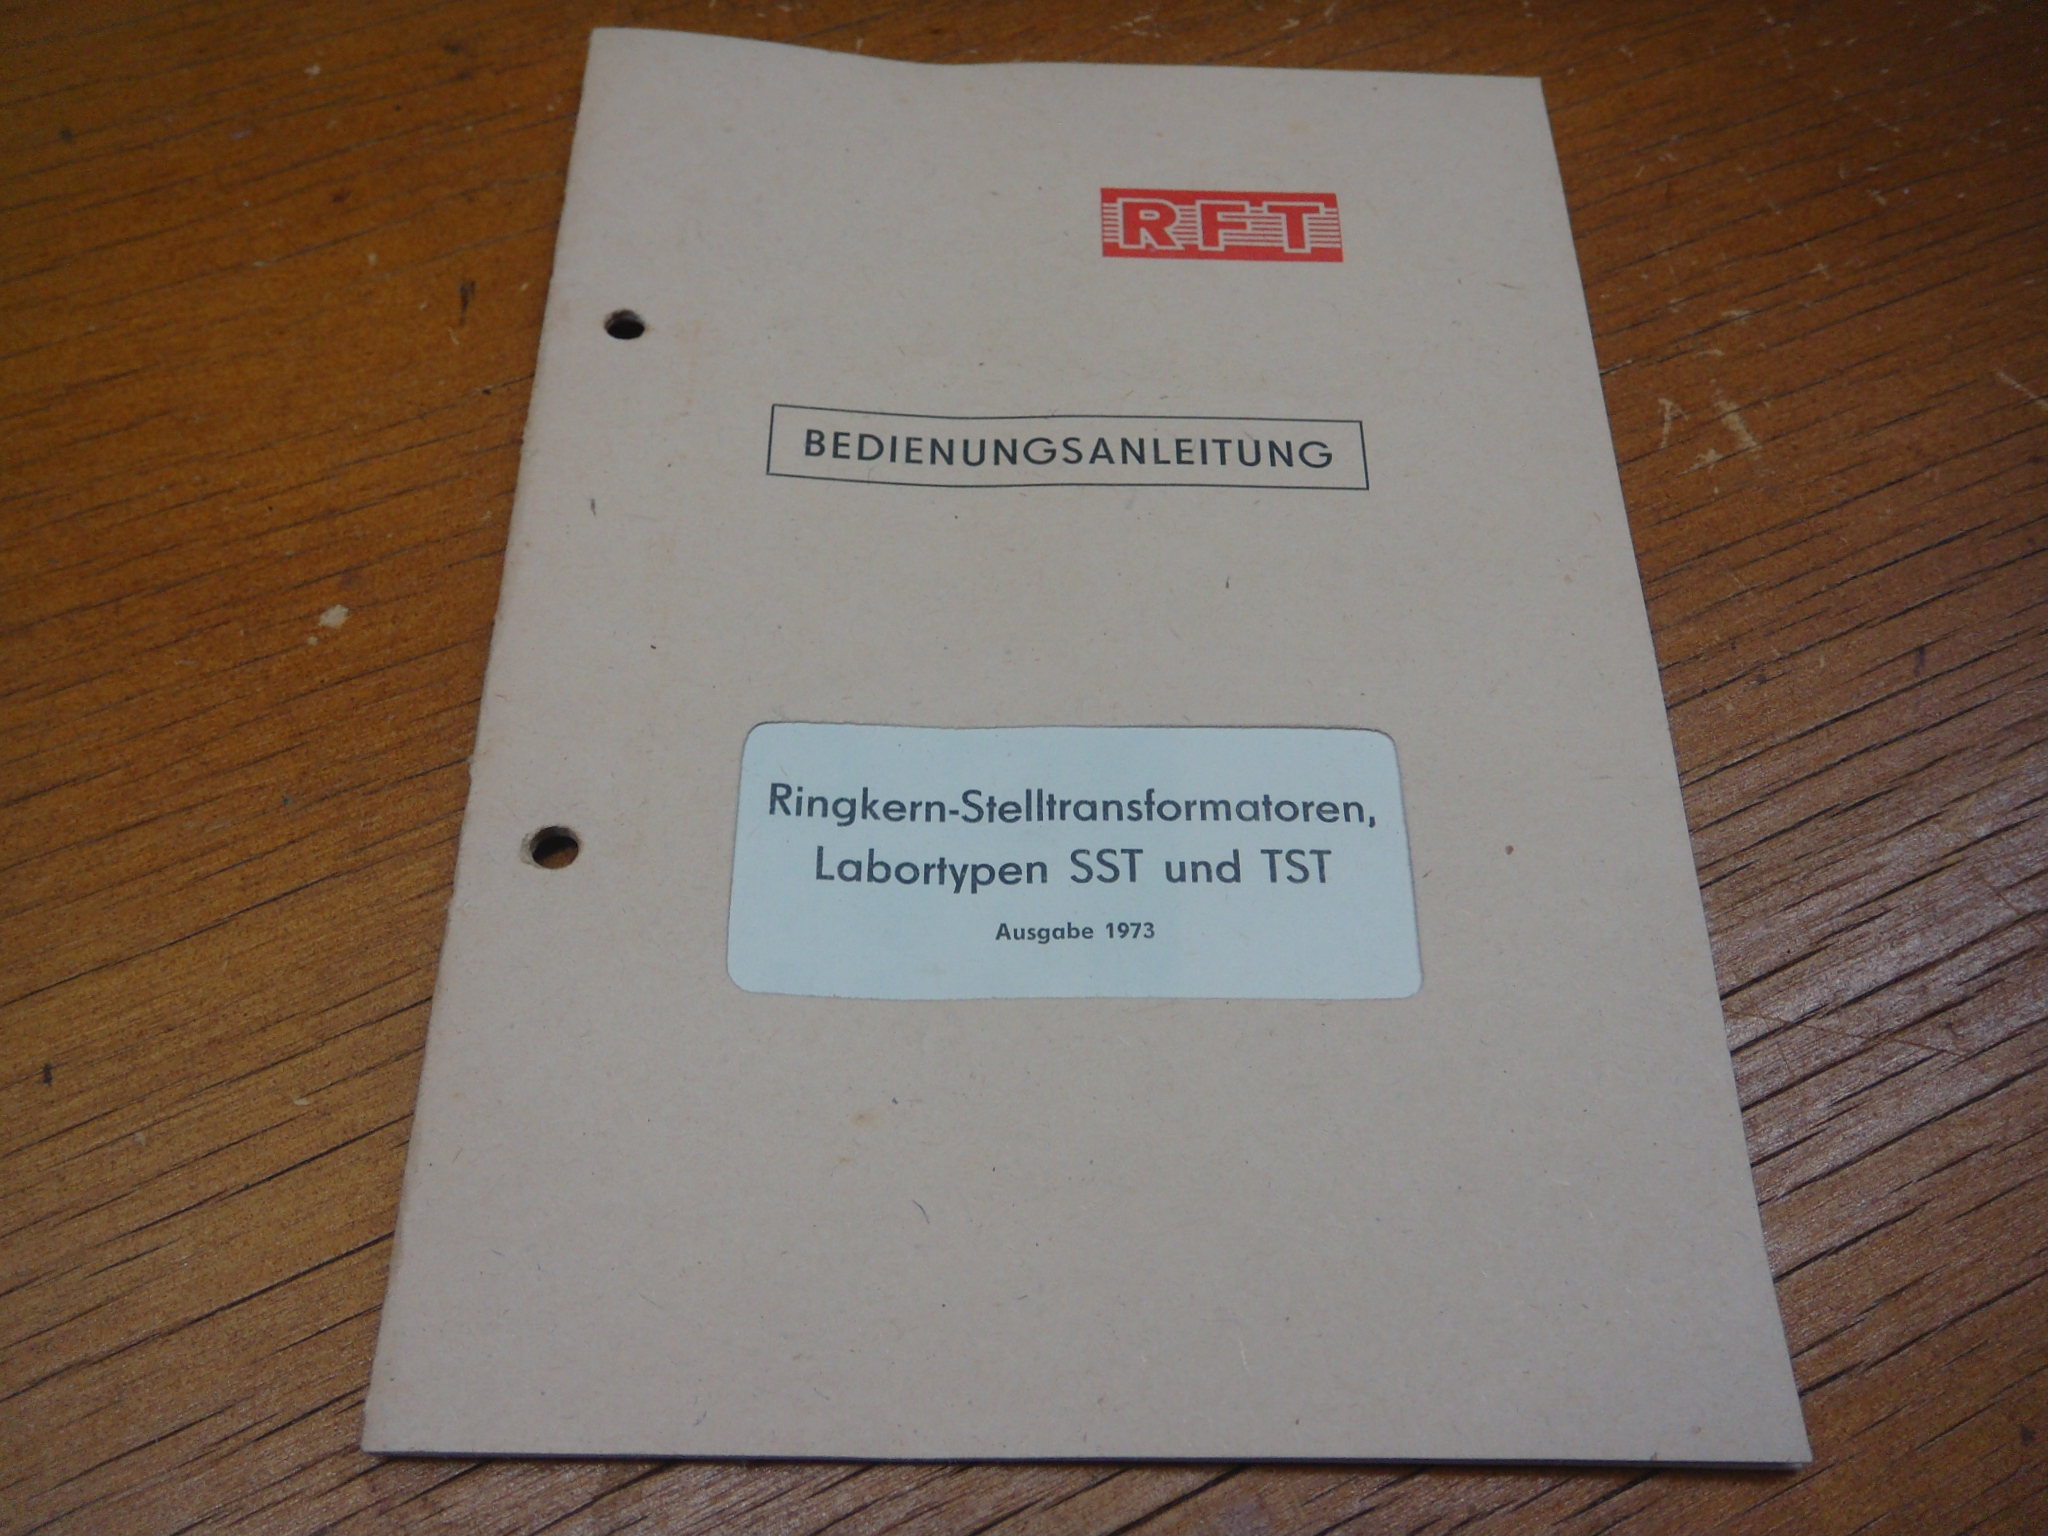 RFT
BEDIENUNGSANLEITUNG
Ringkern-Stelltransformatoren,
Labortypen SST und TST
Ausgabe 1973